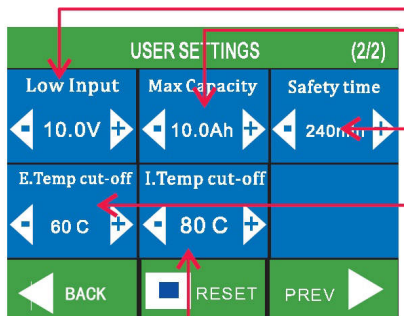 USER SETTINGS (2/2)
Low Input Max Capacity Safety time
- 10.0V + - 10.0Ah + - 240min +
E.Temp cut-off I.Temp cut-off
- 60 C + - 80 C +
BACK RESET PREV